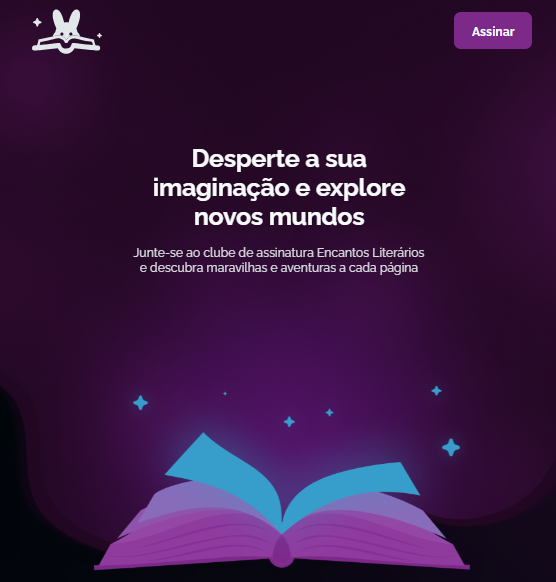 Assinar
Desperte a sua
imaginação e explore
novos mundos
Junte-se ao clube de assinatura Encantos Literários
e descubra maravilhas e aventuras a cada página